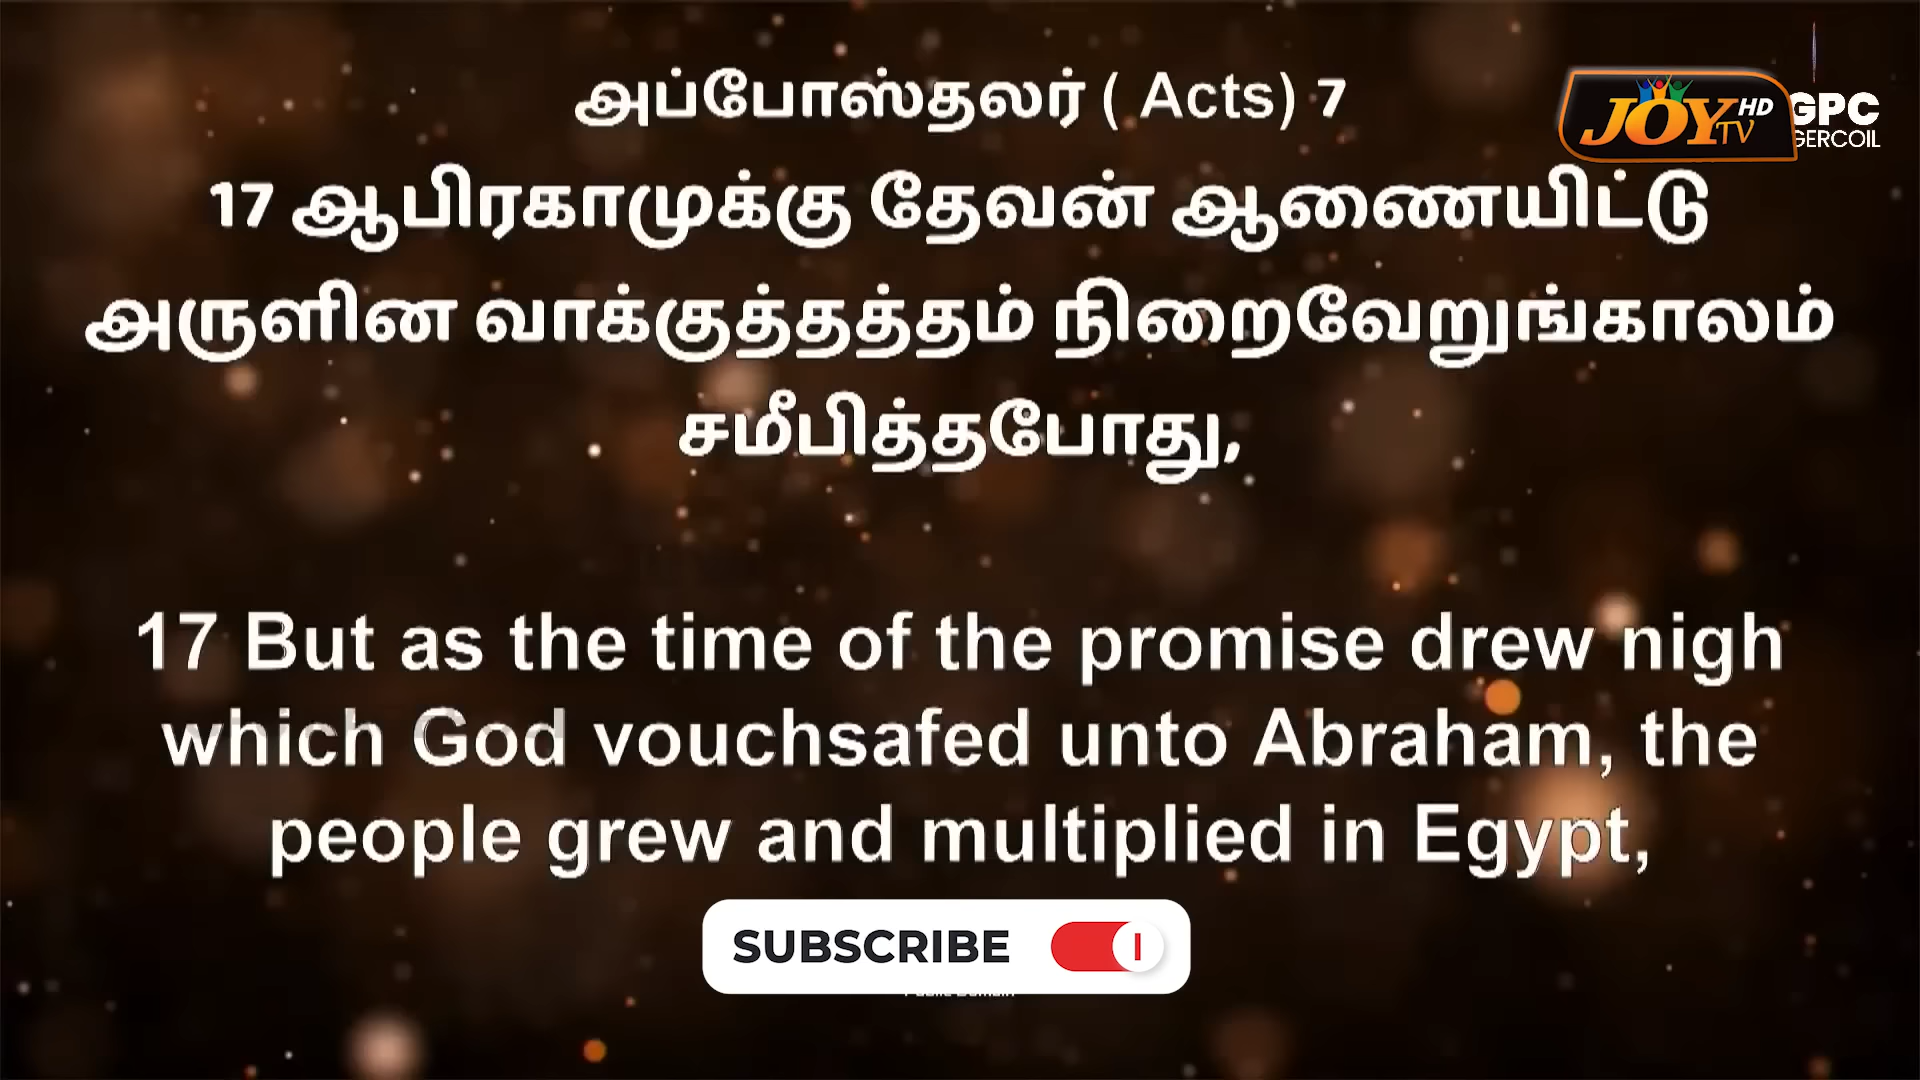 அப்போஸ்தலர் ( Acts) 7
JOY TV HD
GPC
GERCOIL
17 ஆபிரகாமுக்கு தேவன் ஆணையிட்டு
அருளின வாக்குத்தத்தம் நிறைவேறுங்காலம்
சமீபித்தபோது,
17 But as the time of the promise drew nigh
which God vouchsafed unto Abraham, the
people grew and multiplied in Egypt,
SUBSCRIBE